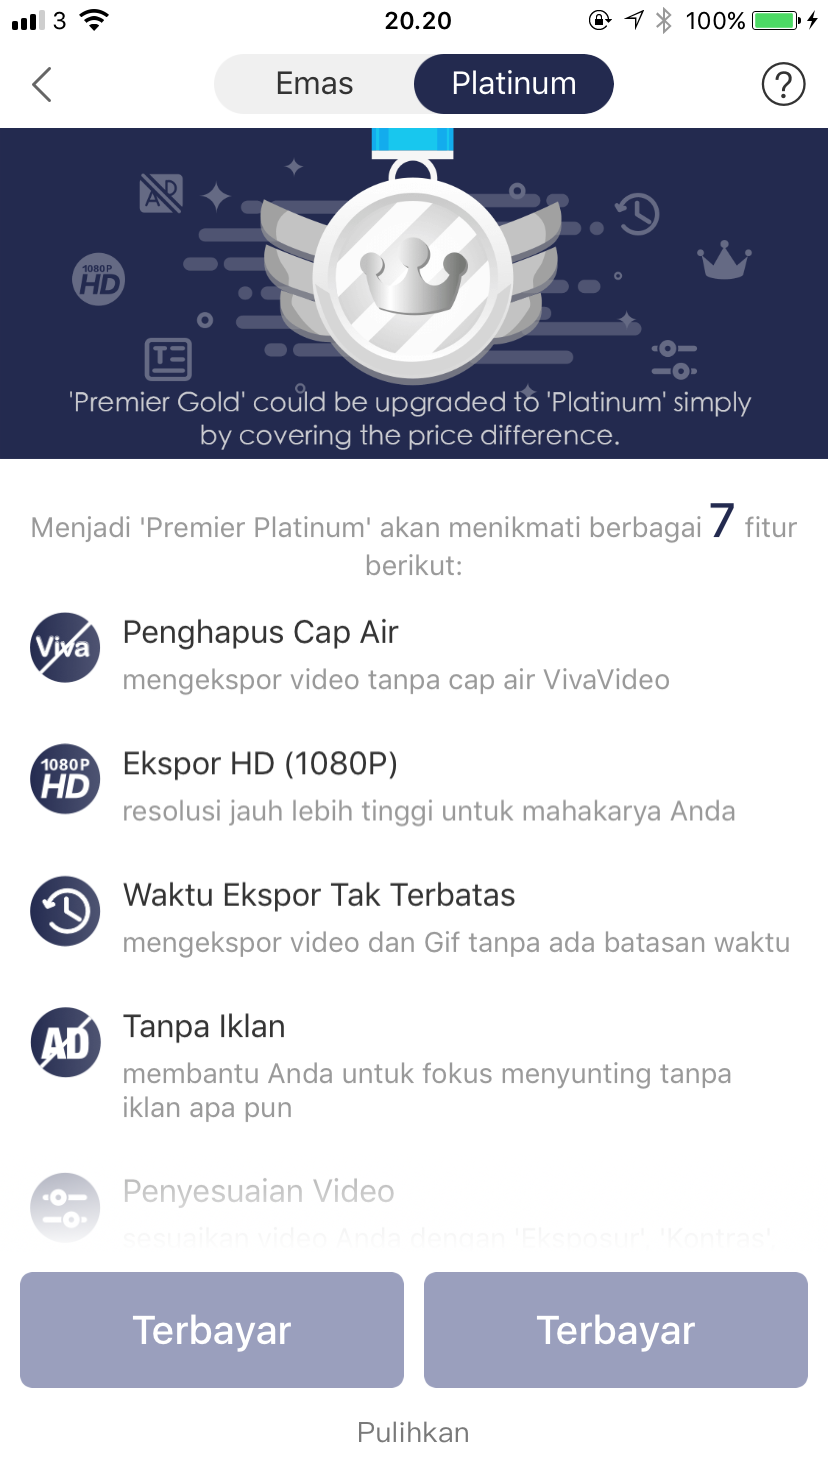 3
20.20
100%
Emas
Platinum
?
AD
1080P
HD
TE
'Premier Gold' could be upgraded to 'Platinum' simply
by covering the price difference.
Menjadi 'Premier Platinum' akan menikmati berbagai 7 fitur
berikut:
Viva
Penghapus Cap Air
mengekspor video tanpa cap air VivaVideo
1080P
HD
Ekspor HD (1080P)
resolusi jauh lebih tinggi untuk mahakarya Anda
Waktu Ekspor Tak Terbatas
mengekspor video dan Gif tanpa ada batasan waktu
AD
Tanpa Iklan
membantu Anda untuk fokus menyunting tanpa
iklan apa pun
Penyesuaian Video
sesuaikan video Anda dengan 'Eksposur', 'Kontras',
Terbayar
Terbayar
Pulihkan